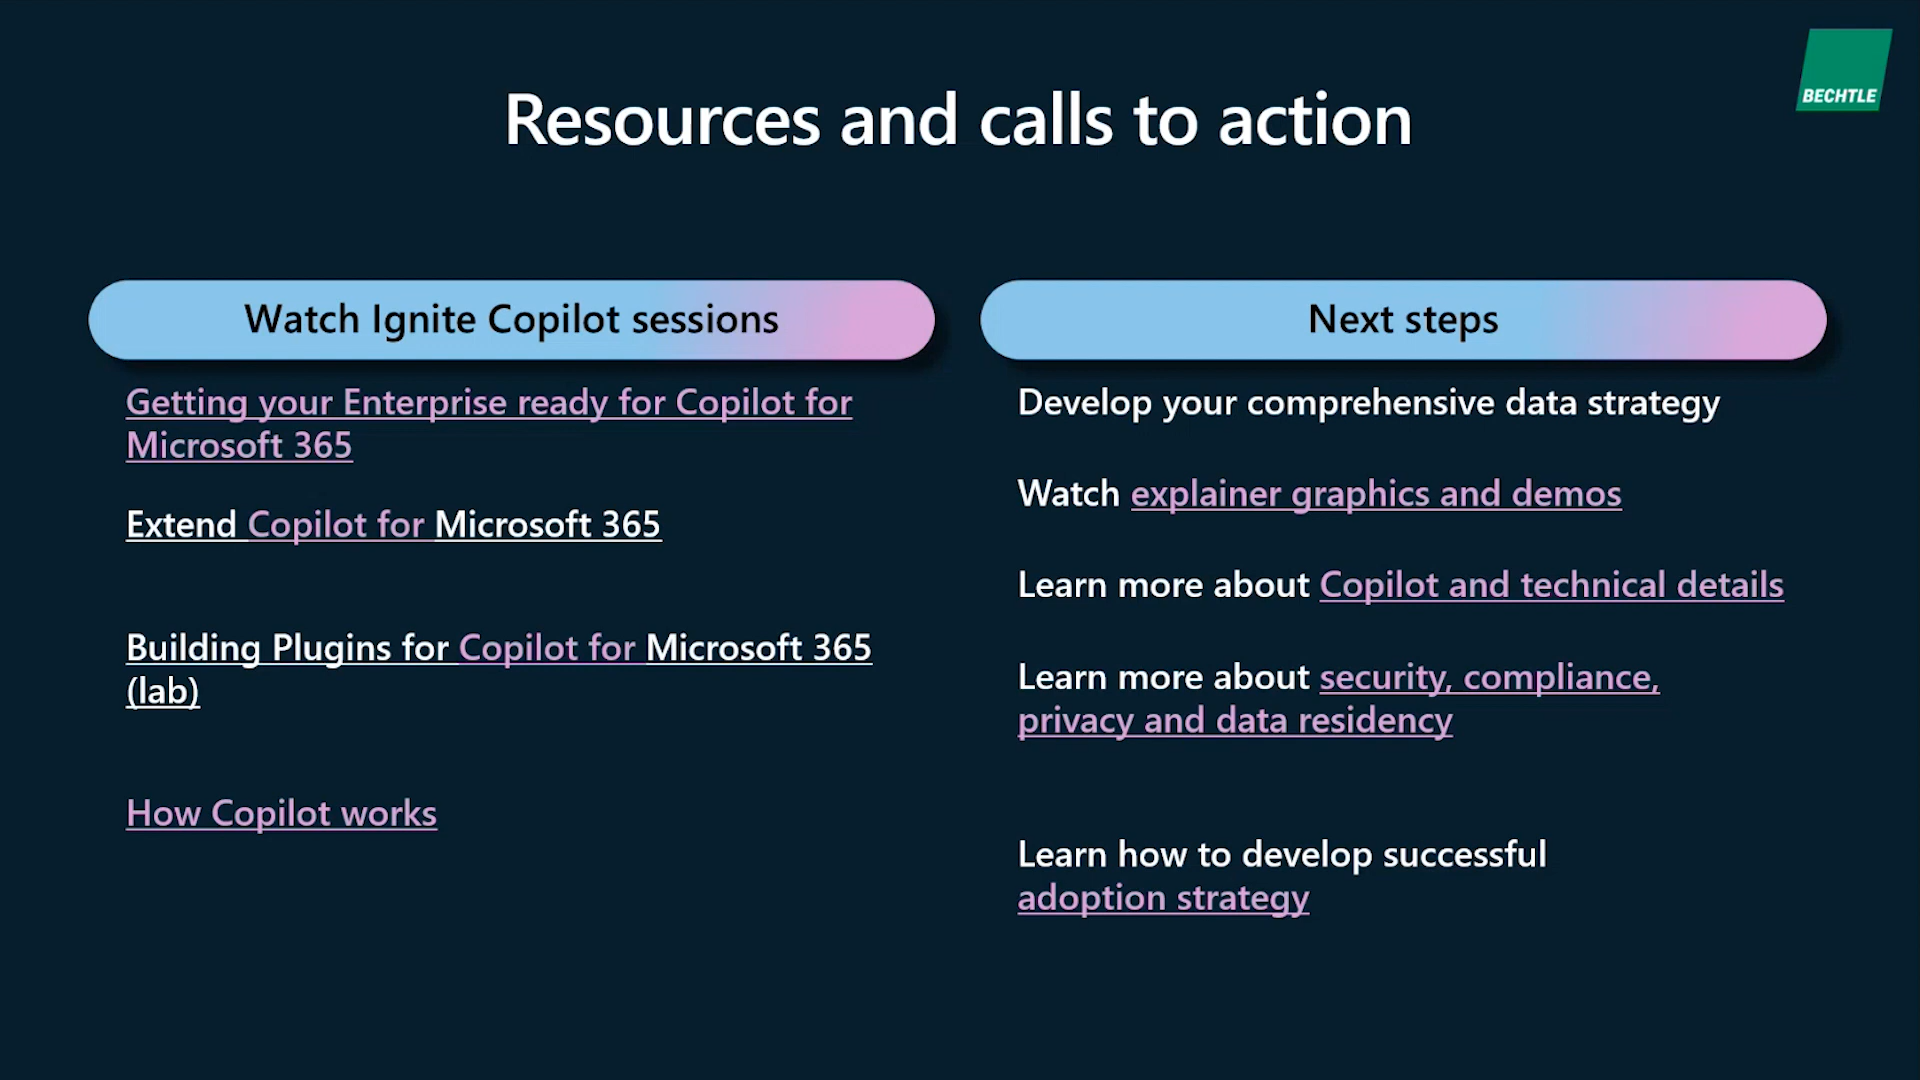 BECHTLE
Resources and calls to action
Watch Ignite Copilot sessions
Getting your Enterprise ready for Copilot for
Microsoft 365
Extend Copilot for Microsoft 365
Building Plugins for Copilot for Microsoft 365
(lab)
How Copilot works
Next steps
Develop your comprehensive data strategy
Watch explainer graphics and demos
Learn more about Copilot and technical details
Learn more about security, compliance,
privacy and data residency
Learn how to develop successful
adoption strategy